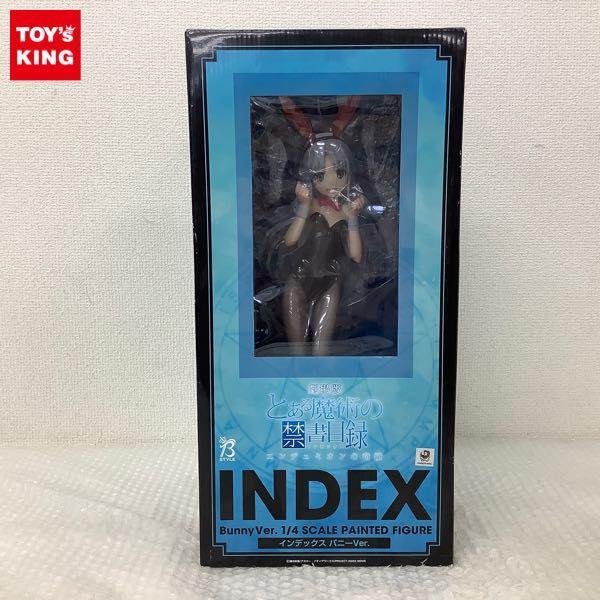 TOY'S
KING
劇場版
とある魔術の
禁書目録
エンデュミオンの奇蹟
B
STYLE
INDEX
BunnyVer. 1/4 SCALE PAINTED FIGURE
インデックス バニーVer.